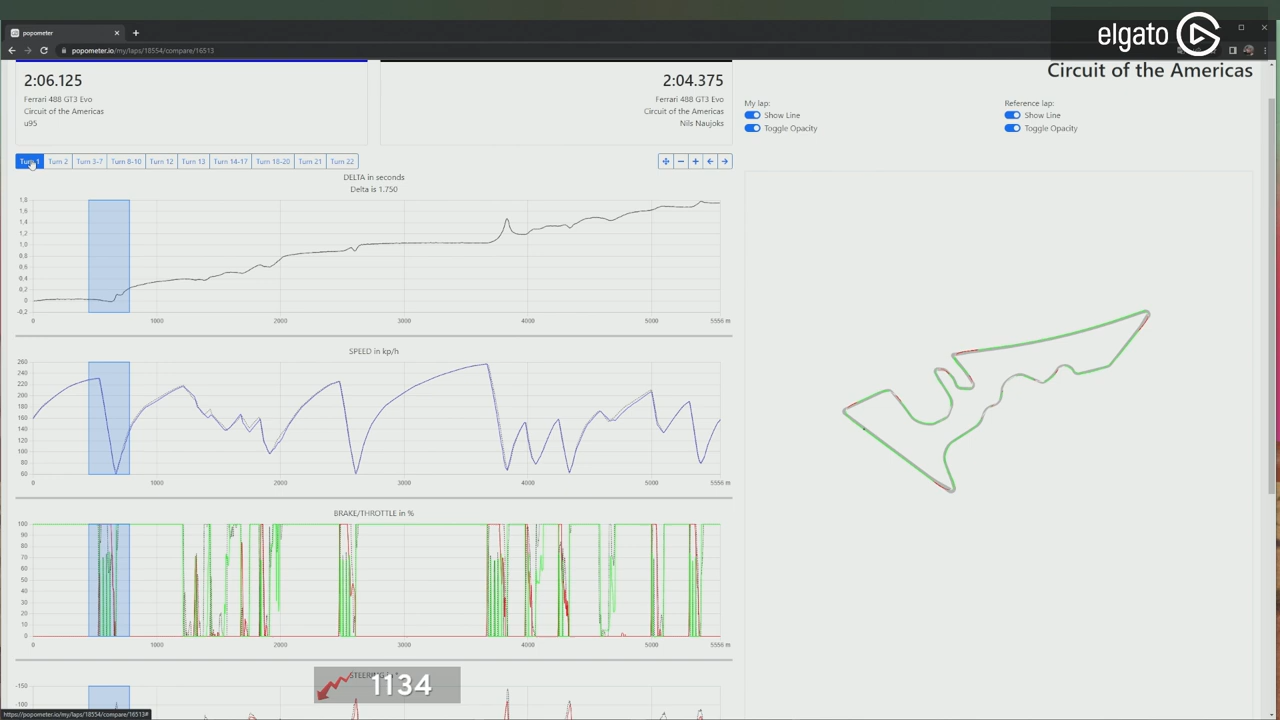 popometer
elgato
popometer.io/my/laps/18554/compare/16513
2:06.125
Ferrari 488 GT3 Evo
Circuit of the Americas
u95
2:04.375
Ferrari 488 GT3 Evo
Circuit of the Americas
Nils Naujoks
Circuit of the Americas
My lap:
Show Line
Toggle Opacity
Reference lap:
Show Line
Toggle Opacity
Turn 1 Turn 2 Turn 3-7 Turn 8-10 Turn 12 Turn 13 Turn 14-17 Turn 18-20 Turn 21 Turn 22
DELTA in seconds
Delta is 1.750
1,8
1,6
1,4
1,2
1,0
0,8
0,6
0,4
0,2
0
-0,2
0 1000 2000 3000 4000 5000 5556 m
SPEED in kp/h
260
240
220
200
180
160
140
120
100
80
60
0 1000 2000 3000 4000 5000 5556 m
BRAKE/THROTTLE in %
100
90
80
70
60
50
40
30
20
10
0
0 1000 2000 3000 4000 5000 5556 m
1134
-150
-100
https://popometer.io/my/laps/18554/compare/16513#